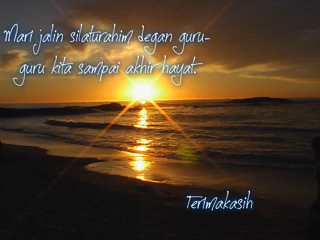 Mari jalin silaturahim degan guru-
guru kita sampai akhir hayat.
Terimakasih